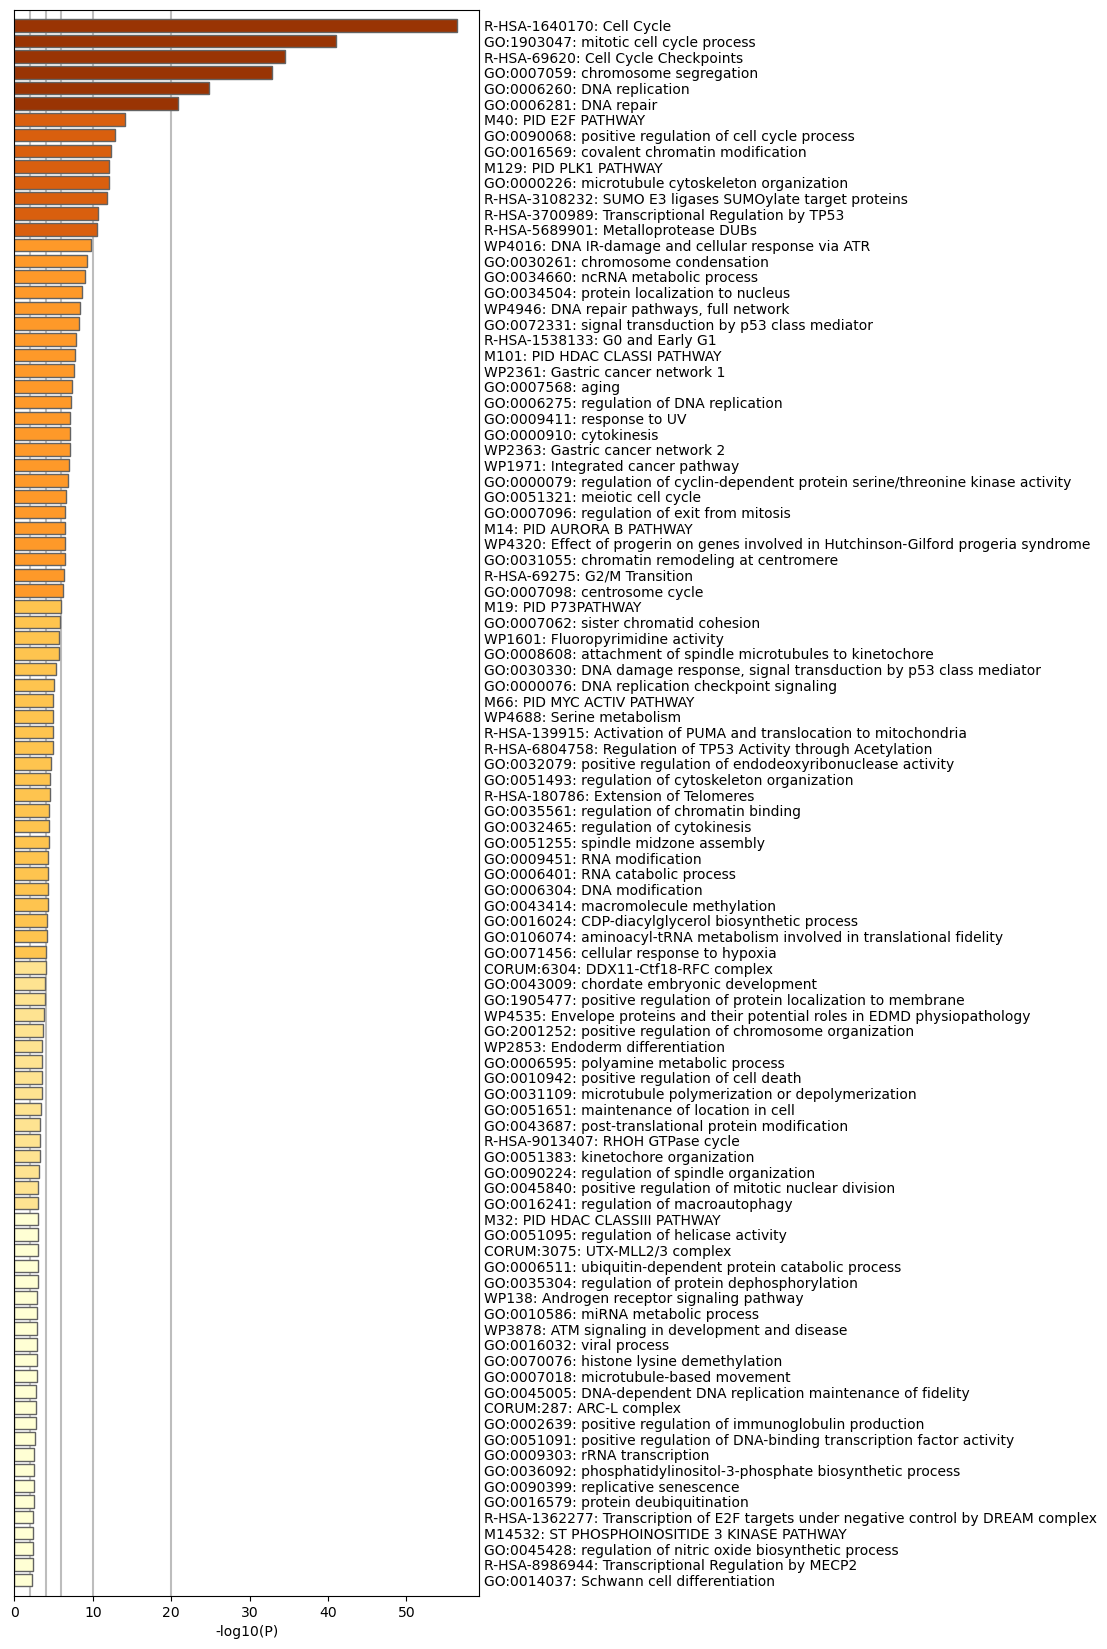 R-HSA-1640170: Cell Cycle
GO:1903047: mitotic cell cycle process
R-HSA-69620: Cell Cycle Checkpoints
GO:0007059: chromosome segregation
GO:0006260: DNA replication
GO:0006281: DNA repair
M40: PID E2F PATHWAY
GO:0090068: positive regulation of cell cycle process
GO:0016569: covalent chromatin modification
M129: PID PLK1 PATHWAY
GO:0000226: microtubule cytoskeleton organization
R-HSA-3108232: SUMO E3 ligases SUMOylate target proteins
R-HSA-3700989: Transcriptional Regulation by TP53
R-HSA-5689901: Metalloprotease DUBs
WP4016: DNA IR-damage and cellular response via ATR
GO:0030261: chromosome condensation
GO:0034660: ncRNA metabolic process
GO:0034504: protein localization to nucleus
WP4946: DNA repair pathways, full network
GO:0072331: signal transduction by p53 class mediator
R-HSA-1538133: G0 and Early G1
M101: PID HDAC CLASSI PATHWAY
WP2361: Gastric cancer network 1
GO:0007568: aging
GO:0006275: regulation of DNA replication
GO:0009411: response to UV
GO:0000910: cytokinesis
WP2363: Gastric cancer network 2
WP1971: Integrated cancer pathway
GO:0000079: regulation of cyclin-dependent protein serine/threonine kinase activity
GO:0051321: meiotic cell cycle
GO:0007096: regulation of exit from mitosis
M14: PID AURORA B PATHWAY
WP4320: Effect of progerin on genes involved in Hutchinson-Gilford progeria syndrome
GO:0031055: chromatin remodeling at centromere
R-HSA-69275: G2/M Transition
GO:0007098: centrosome cycle
M19: PID P73PATHWAY
GO:0007062: sister chromatid cohesion
WP1601: Fluoropyrimidine activity
GO:0008608: attachment of spindle microtubules to kinetochore
GO:0030330: DNA damage response, signal transduction by p53 class mediator
GO:0000076: DNA replication checkpoint signaling
M66: PID MYC ACTIV PATHWAY
WP4688: Serine metabolism
R-HSA-139915: Activation of PUMA and translocation to mitochondria
R-HSA-6804758: Regulation of TP53 Activity through Acetylation
GO:0032079: positive regulation of endodeoxyribonuclease activity
GO:0051493: regulation of cytoskeleton organization
R-HSA-180786: Extension of Telomeres
GO:0035561: regulation of chromatin binding
GO:0032465: regulation of cytokinesis
GO:0051255: spindle midzone assembly
GO:0009451: RNA modification
GO:0006401: RNA catabolic process
GO:0006304: DNA modification
GO:0043414: macromolecule methylation
GO:0016024: CDP-diacylglycerol biosynthetic process
GO:0106074: aminoacyl-tRNA metabolism involved in translational fidelity
GO:0071456: cellular response to hypoxia
CORUM:6304: DDX11-Ctf18-RFC complex
GO:0043009: chordate embryonic development
GO:1905477: positive regulation of protein localization to membrane
WP4535: Envelope proteins and their potential roles in EDMD physiopathology
GO:2001252: positive regulation of chromosome organization
WP2853: Endoderm differentiation
GO:0006595: polyamine metabolic process
GO:0010942: positive regulation of cell death
GO:0031109: microtubule polymerization or depolymerization
GO:0051651: maintenance of location in cell
GO:0043687: post-translational protein modification
R-HSA-9013407: RHOH GTPase cycle
GO:0051383: kinetochore organization
GO:0090224: regulation of spindle organization
GO:0045840: positive regulation of mitotic nuclear division
GO:0016241: regulation of macroautophagy
M32: PID HDAC CLASSIII PATHWAY
GO:0051095: regulation of helicase activity
CORUM:3075: UTX-MLL2/3 complex
GO:0006511: ubiquitin-dependent protein catabolic process
GO:0035304: regulation of protein dephosphorylation
WP138: Androgen receptor signaling pathway
GO:0010586: miRNA metabolic process
WP3878: ATM signaling in development and disease
GO:0016032: viral process
GO:0070076: histone lysine demethylation
GO:0007018: microtubule-based movement
GO:0045005: DNA-dependent DNA replication maintenance of fidelity
CORUM:287: ARC-L complex
GO:0002639: positive regulation of immunoglobulin production
GO:0051091: positive regulation of DNA-binding transcription factor activity
GO:0009303: rRNA transcription
GO:0036092: phosphatidylinositol-3-phosphate biosynthetic process
GO:0090399: replicative senescence
GO:0016579: protein deubiquitination
R-HSA-1362277: Transcription of E2F targets under negative control by DREAM complex
M14532: ST PHOSPHOINOSITIDE 3 KINASE PATHWAY
GO:0045428: regulation of nitric oxide biosynthetic process
R-HSA-8986944: Transcriptional Regulation by MECP2
GO:0014037: Schwann cell differentiation
0 10 20 30 40 50
-log10(P)